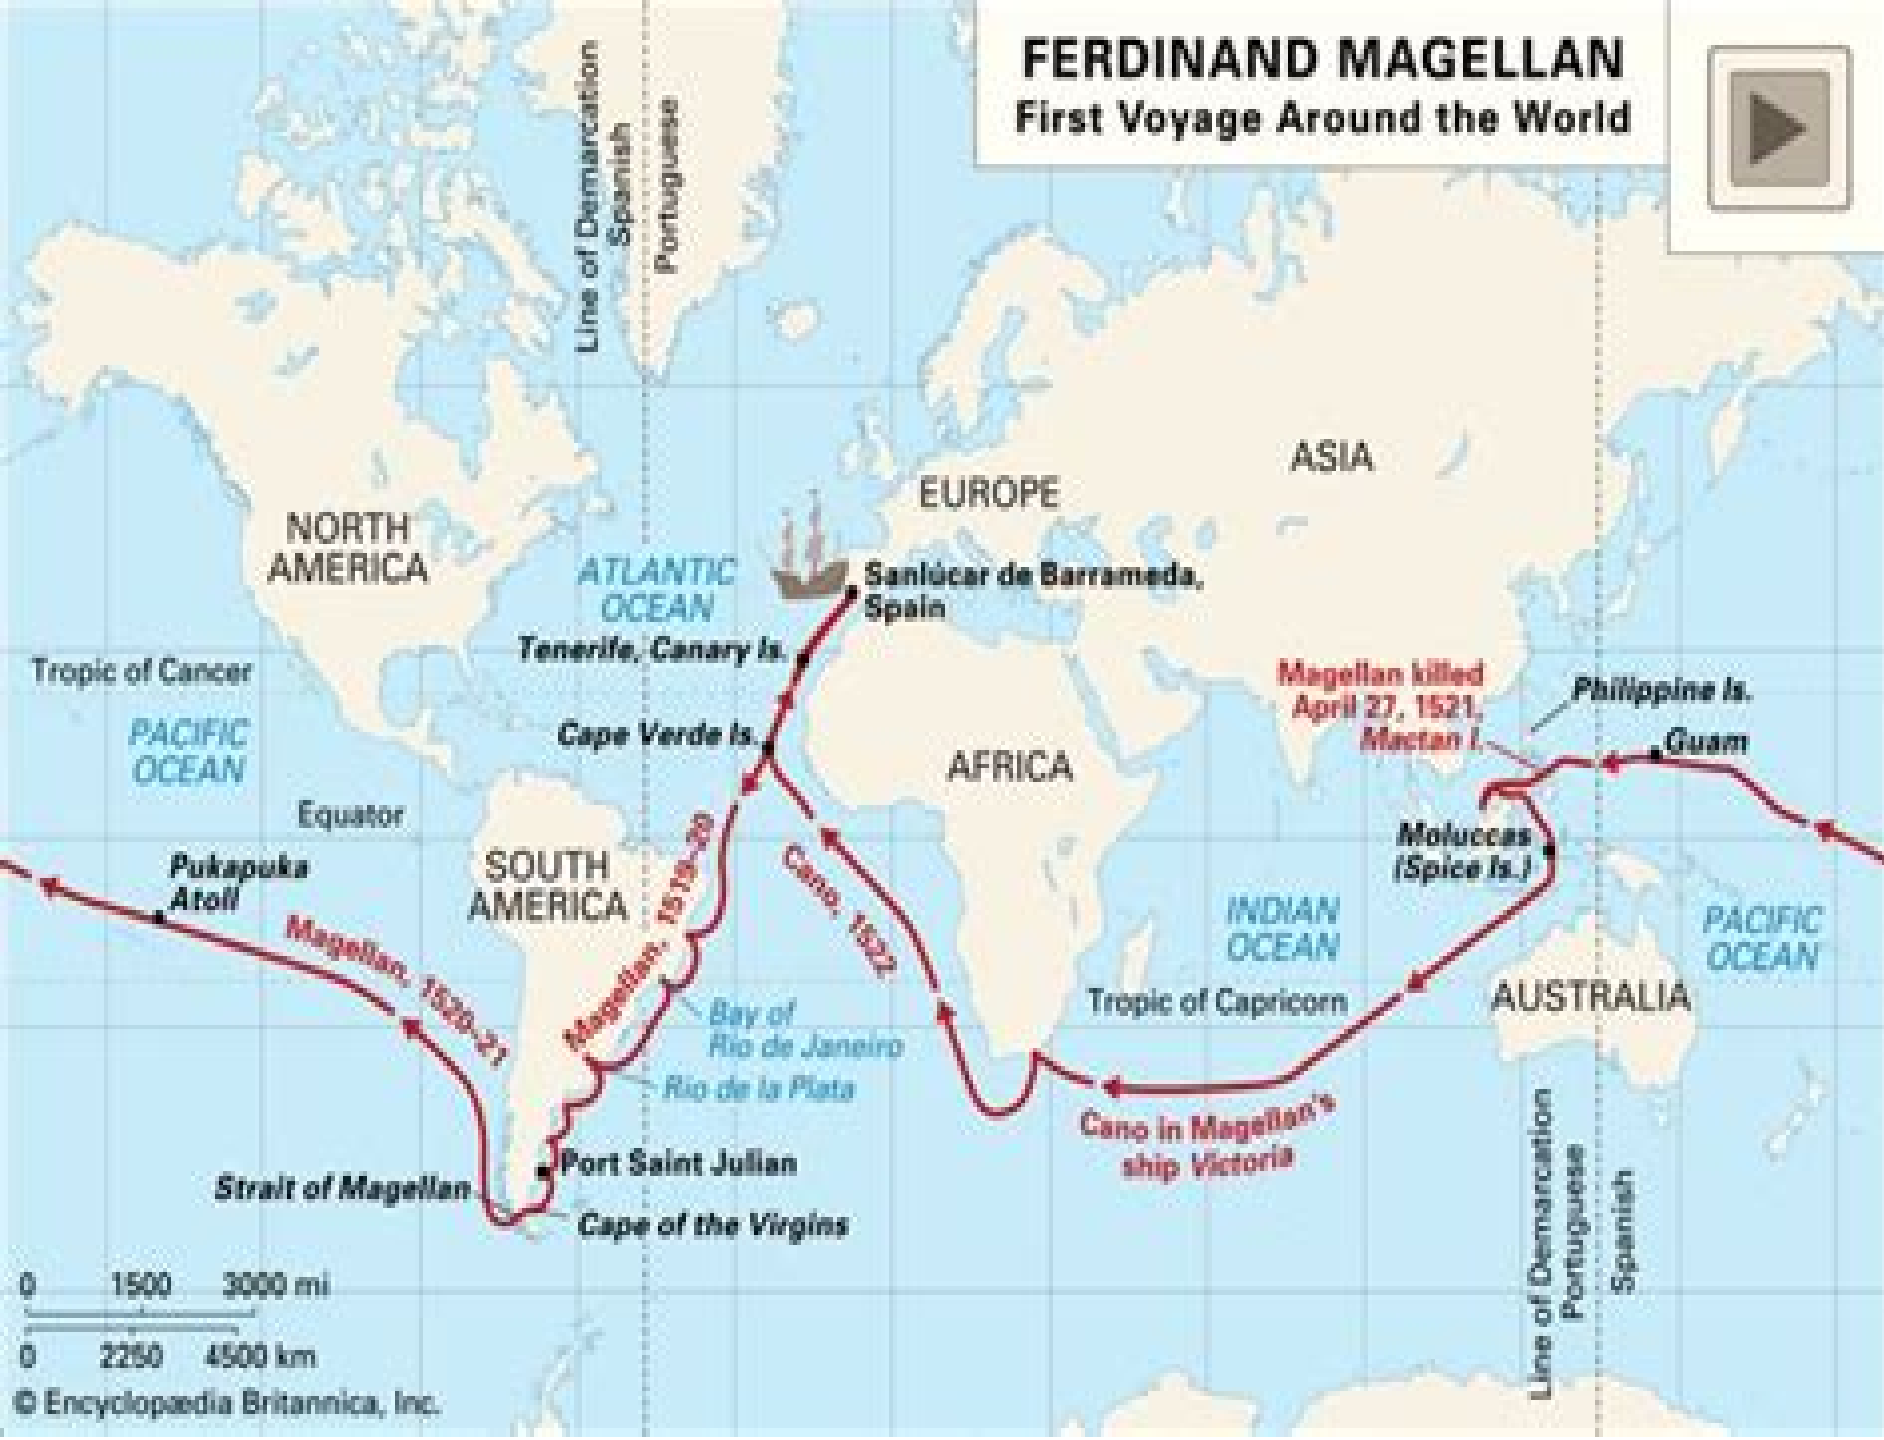 FERDINAND MAGELLAN
First Voyage Around the World
Line of Demarcation
Spanish
Portuguese
ASIA
EUROPE
NORTH
AMERICA
ATLANTIC
OCEAN
Sanlúcar de Barrameda,
Spain
Tenerife, Canary Is.
Tropic of Cancer
Magellan killed
April 27, 1521,
Mactan I.
Philippine Is.
PACIFIC
OCEAN
Cape Verde Is.
Guam
AFRICA
Equator
Moluccas
(Spice Is.)
Pukapuka
Atoll
SOUTH
AMERICA
Magellan, 1519–20
Cano, 1522
INDIAN
OCEAN
PACIFIC
OCEAN
Magellan, 1520–21
Tropic of Capricorn
AUSTRALIA
Bay of
Rio de Janeiro
Rio de la Plata
Cano in Magellan's
ship Victoria
Port Saint Julian
Strait of Magellan
Cape of the Virgins
Line of Demarcation
Portuguese
Spanish
0 1500 3000 mi
0 2250 4500 km
© Encyclopædia Britannica, Inc.